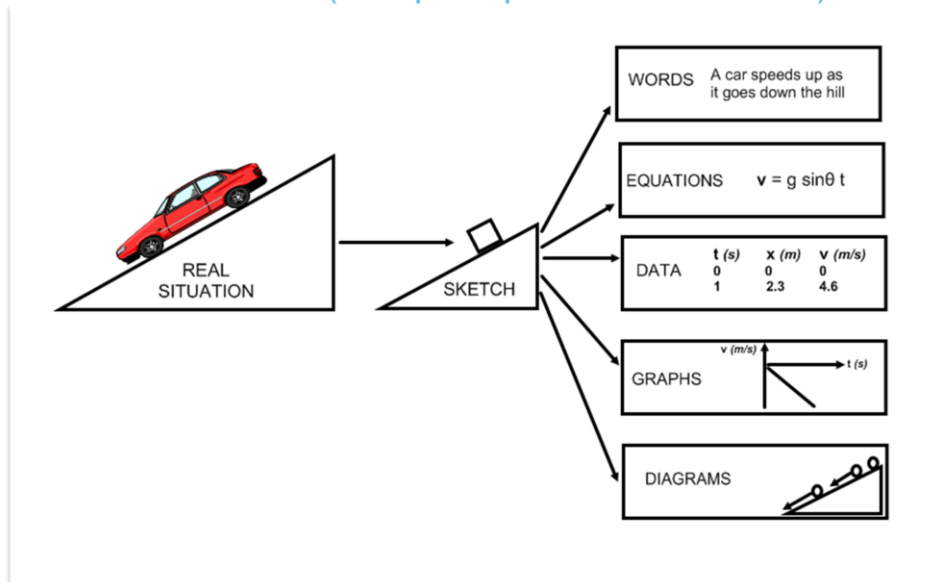 REAL
SITUATION
SKETCH
WORDS A car speeds up as
it goes down the hill
EQUATIONS v = g sinθ t
DATA t (s) x (m) v (m/s)
0 0 0
1 2.3 4.6
GRAPHS v (m/s) t (s)
DIAGRAMS